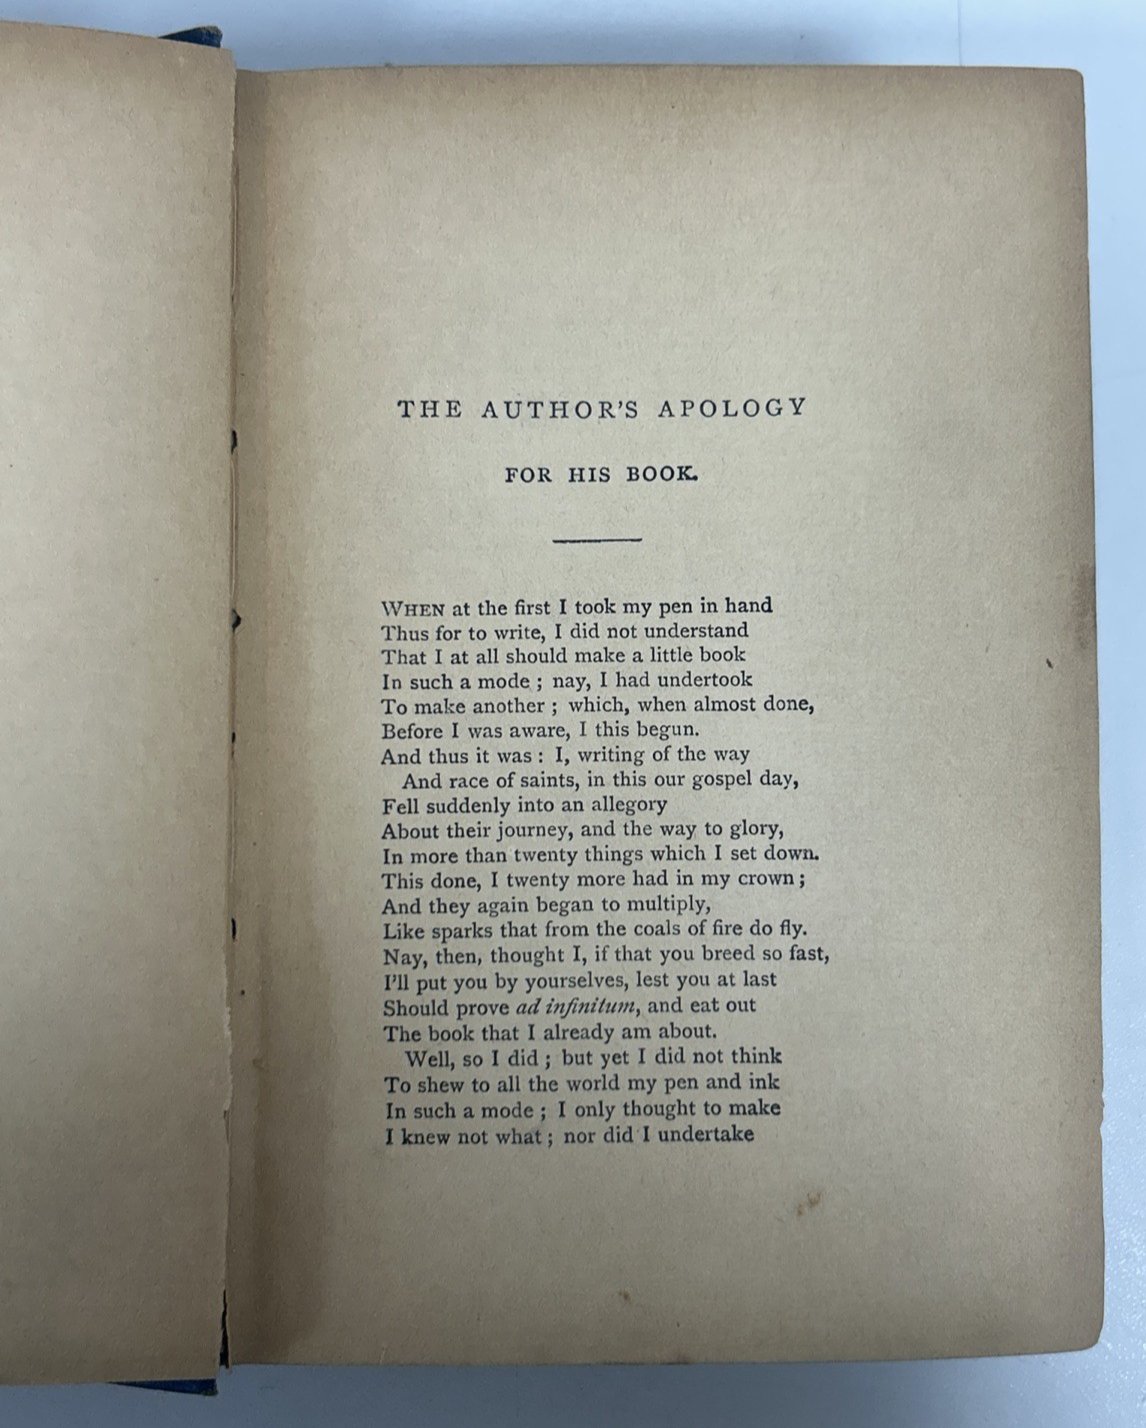 THE AUTHOR'S APOLOGY
FOR HIS BOOK.
WHEN at the first I took my pen in hand
Thus for to write, I did not understand
That I at all should make a little book
In such a mode ; nay, I had undertook
To make another ; which, when almost done,
Before I was aware, I this begun.
And thus it was : I, writing of the way
And race of saints, in this our gospel day,
Fell suddenly into an allegory
About their journey, and the way to glory,
In more than twenty things which I set down.
This done, I twenty more had in my crown ;
And they again began to multiply,
Like sparks that from the coals of fire do fly.
Nay, then, thought I, if that you breed so fast,
I'll put you by yourselves, lest you at last
Should prove ad infinitum, and eat out
The book that I already am about.
Well, so I did ; but yet I did not think
To shew to all the world my pen and ink
In such a mode ; I only thought to make
I knew not what ; nor did I undertake